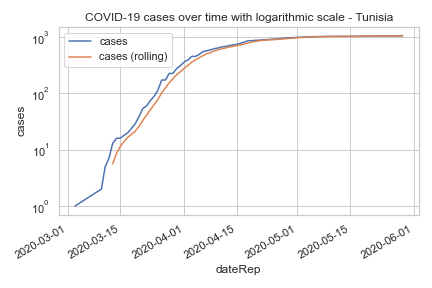 COVID-19 cases over time with logarithmic scale - Tunisia
cases
cases (rolling)
10³
10²
10¹
10⁰
cases
2020-03-01
2020-03-15
2020-04-01
2020-04-15
2020-05-01
2020-05-15
2020-06-01
dateRep